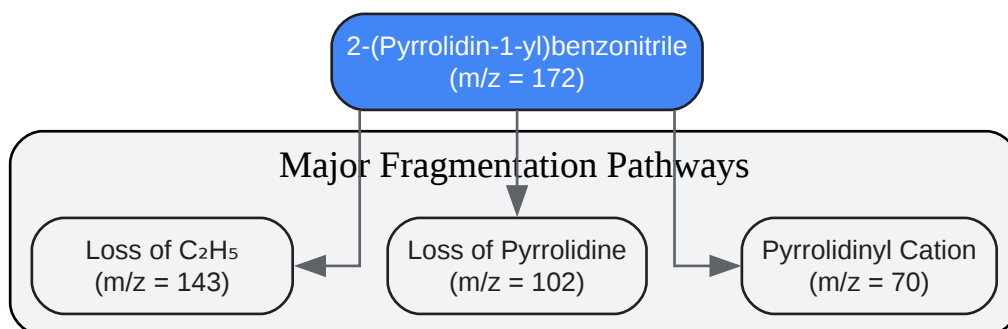 2-(Pyrrolidin-1-yl)benzonitrile
(m/z = 172)
Major Fragmentation Pathways
Loss of C₂H₅
(m/z = 143)
Loss of Pyrrolidine
(m/z = 102)
Pyrrolidinyl Cation
(m/z = 70)